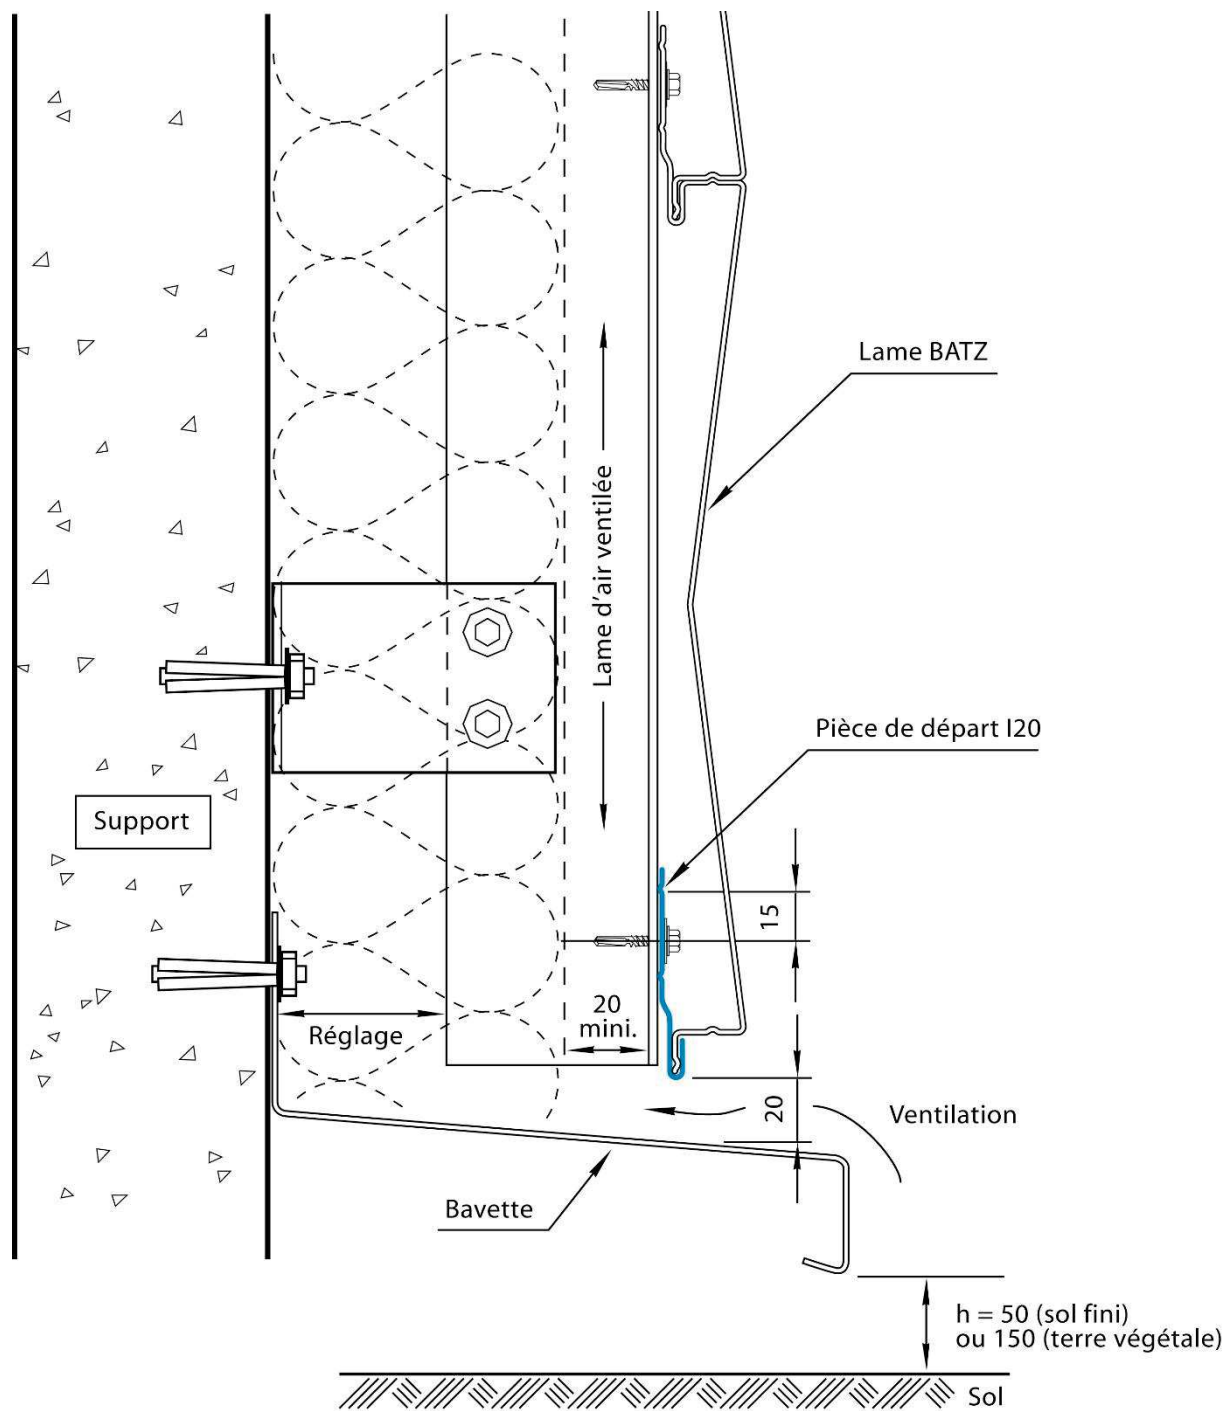 Lame BATZ
Lame d’air ventilée
Pièce de départ I20
Support
15
20
mini.
Réglage
20
Ventilation
Bavette
h = 50 (sol fini)
ou 150 (terre végétale)
Sol